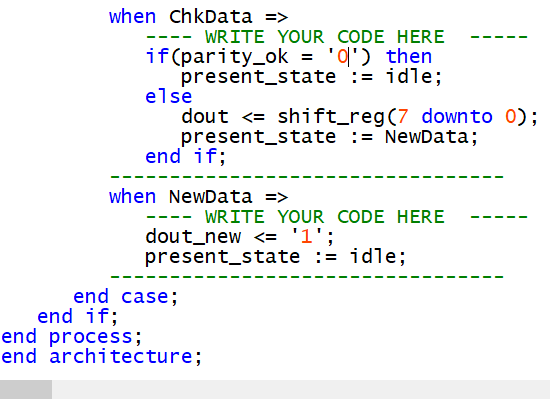 when ChkData =>
---- WRITE YOUR CODE HERE -----
if(parity_ok = '0') then
present_state := idle;
else
dout <= shift_reg(7 downto 0);
present_state := NewData;
end if;
---------------------------------
when NewData =>
---- WRITE YOUR CODE HERE -----
dout_new <= '1';
present_state := idle;
---------------------------------
end case;
end if;
end process;
end architecture;